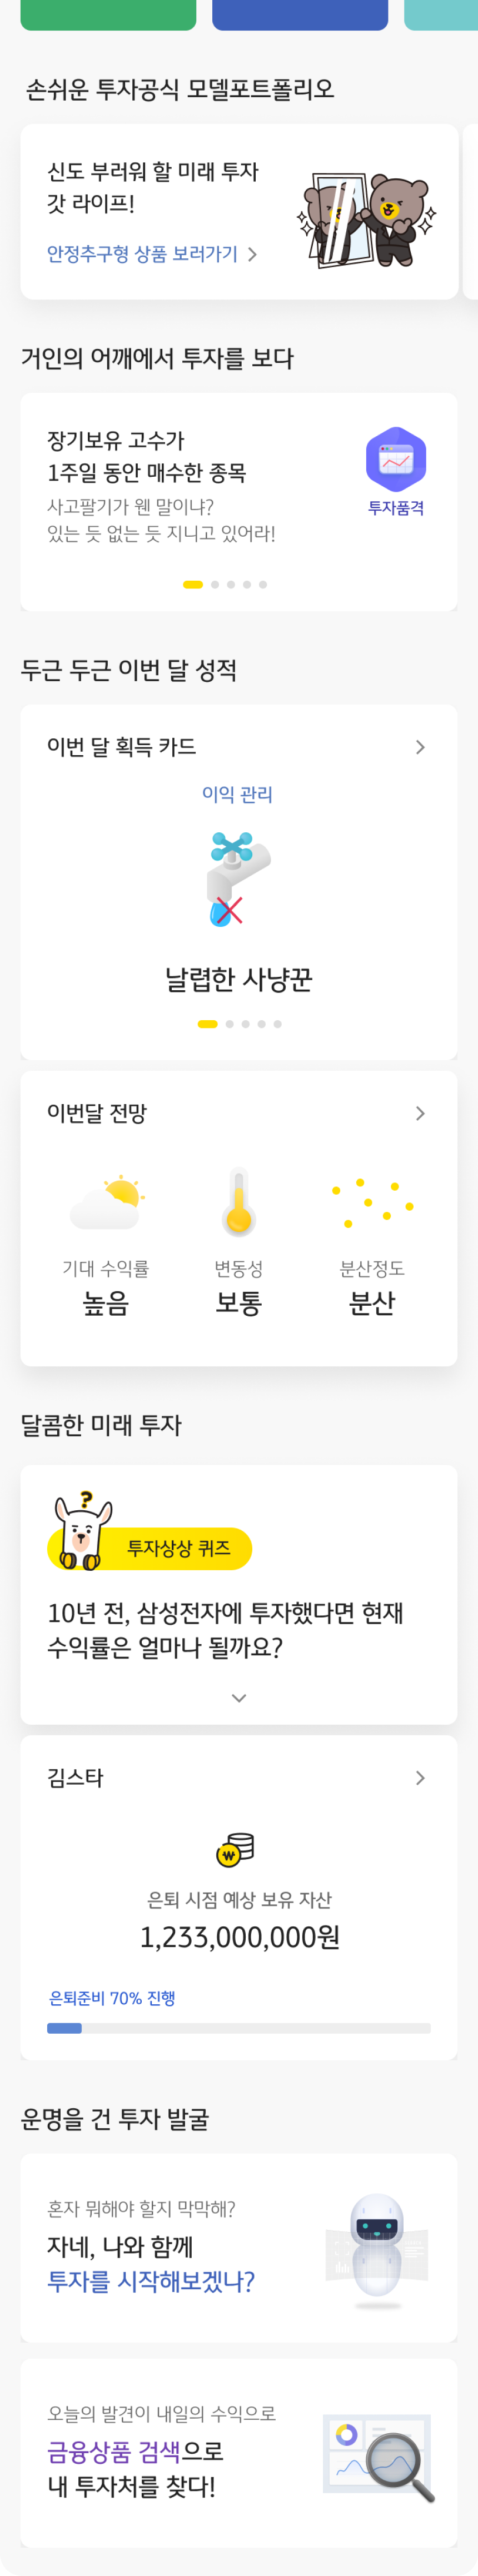 손쉬운 투자공식 모델포트폴리오
신도 부러워 할 미래 투자
갓 라이프!
안정추구형 상품 보러가기
거인의 어깨에서 투자를 보다
장기보유 고수가
1주일 동안 매수한 종목
사고팔기가 웬 말이냐?
있는 듯 없는 듯 지니고 있어라!
투자품격
두근 두근 이번 달 성적
이번 달 획득 카드
이익 관리
날렵한 사냥꾼
이번달 전망
기대 수익률
높음
변동성
보통
분산정도
분산
달콤한 미래 투자
?
투자상상 퀴즈
10년 전, 삼성전자에 투자했다면 현재
수익률은 얼마나 될까요?
김스타
₩
은퇴 시점 예상 보유 자산
1,233,000,000원
은퇴준비 70% 진행
운명을 건 투자 발굴
혼자 뭐해야 할지 막막해?
자네, 나와 함께
투자를 시작해보겠나?
오늘의 발견이 내일의 수익으로
금융상품 검색으로
내 투자처를 찾다!